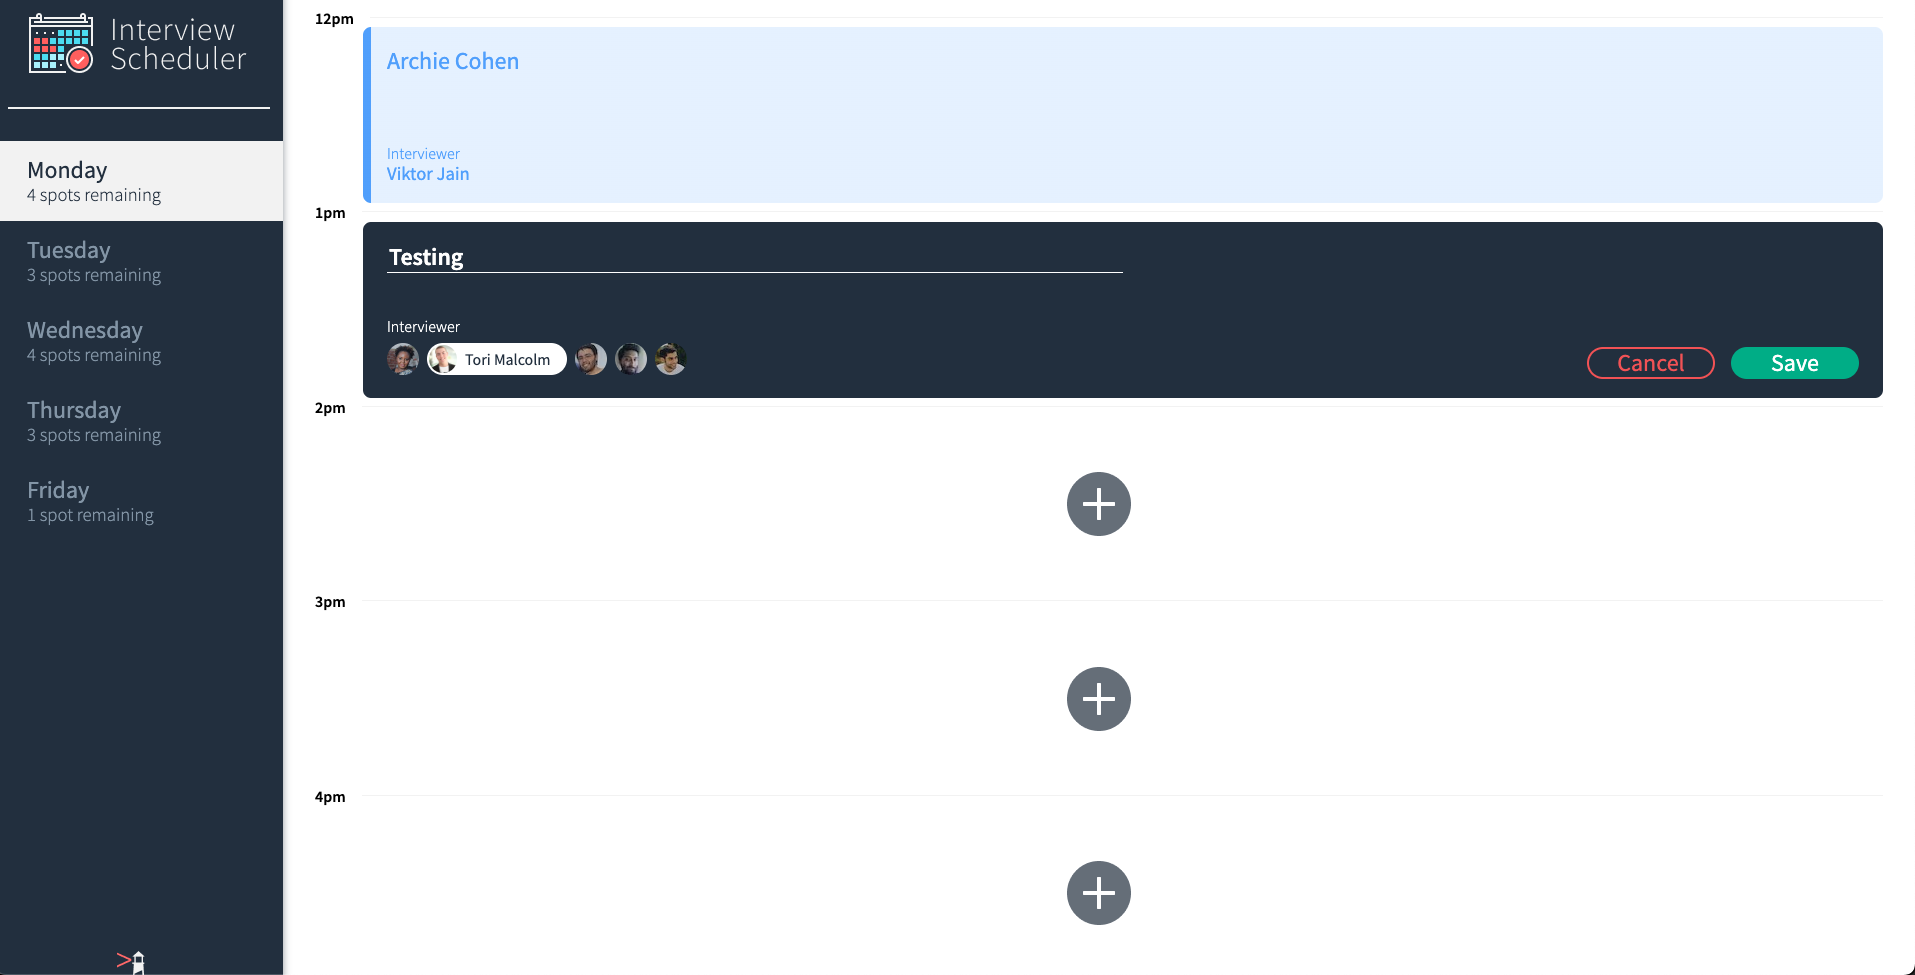 Interview
Scheduler
Monday
4 spots remaining
Tuesday
3 spots remaining
Wednesday
4 spots remaining
Thursday
3 spots remaining
Friday
1 spot remaining
12pm
Archie Cohen
Interviewer
Viktor Jain
1pm
Testing
Interviewer
Tori Malcolm
Cancel
Save
2pm
3pm
4pm